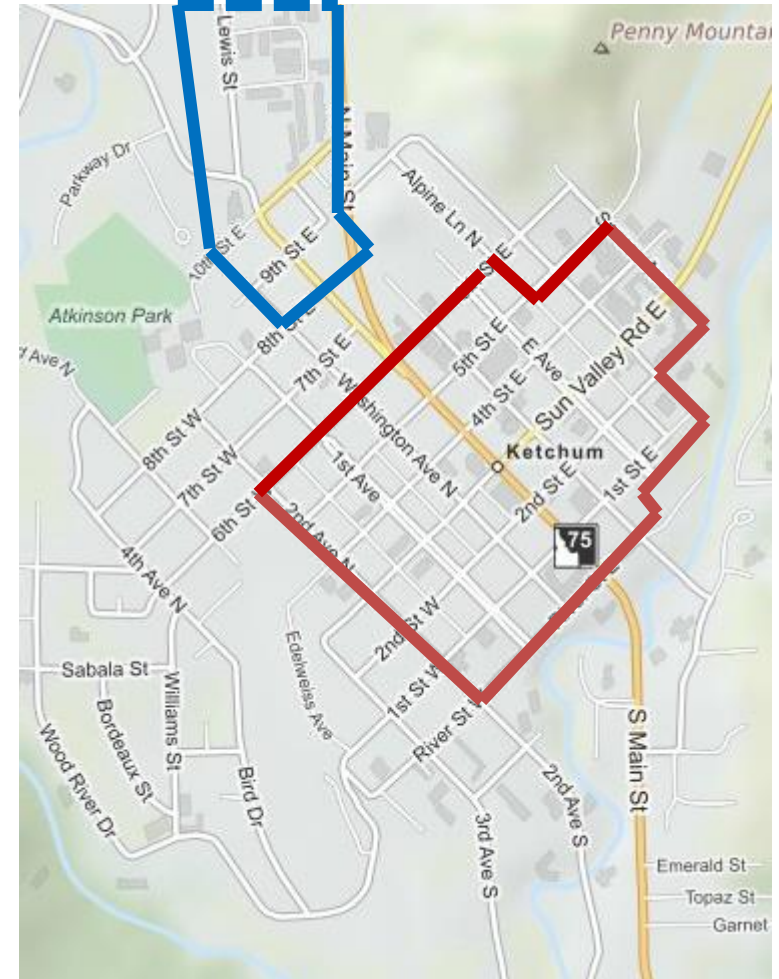 Penny Mountai
Lewis St
N Main St
Parkway Dr
Alpine Ln N
10th St E
9th St E
Atkinson Park
8th St E
7th St E
5th St E
E Ave
4th St E
Sun Valley Rd E
d Ave N
Washington Ave N
Ketchum
8th St W
7th St W
6th St
1st Ave
2nd St E
1st St E
2nd Ave N
75
4th Ave N
2nd St W
Edelweiss Ave
Sabala St
Williams St
Bordeaux St
1st St W
River St W
Wood River Dr
Bird Dr
S Main St
2nd Ave S
3rd Ave S
Emerald St
Topaz St
Garnet